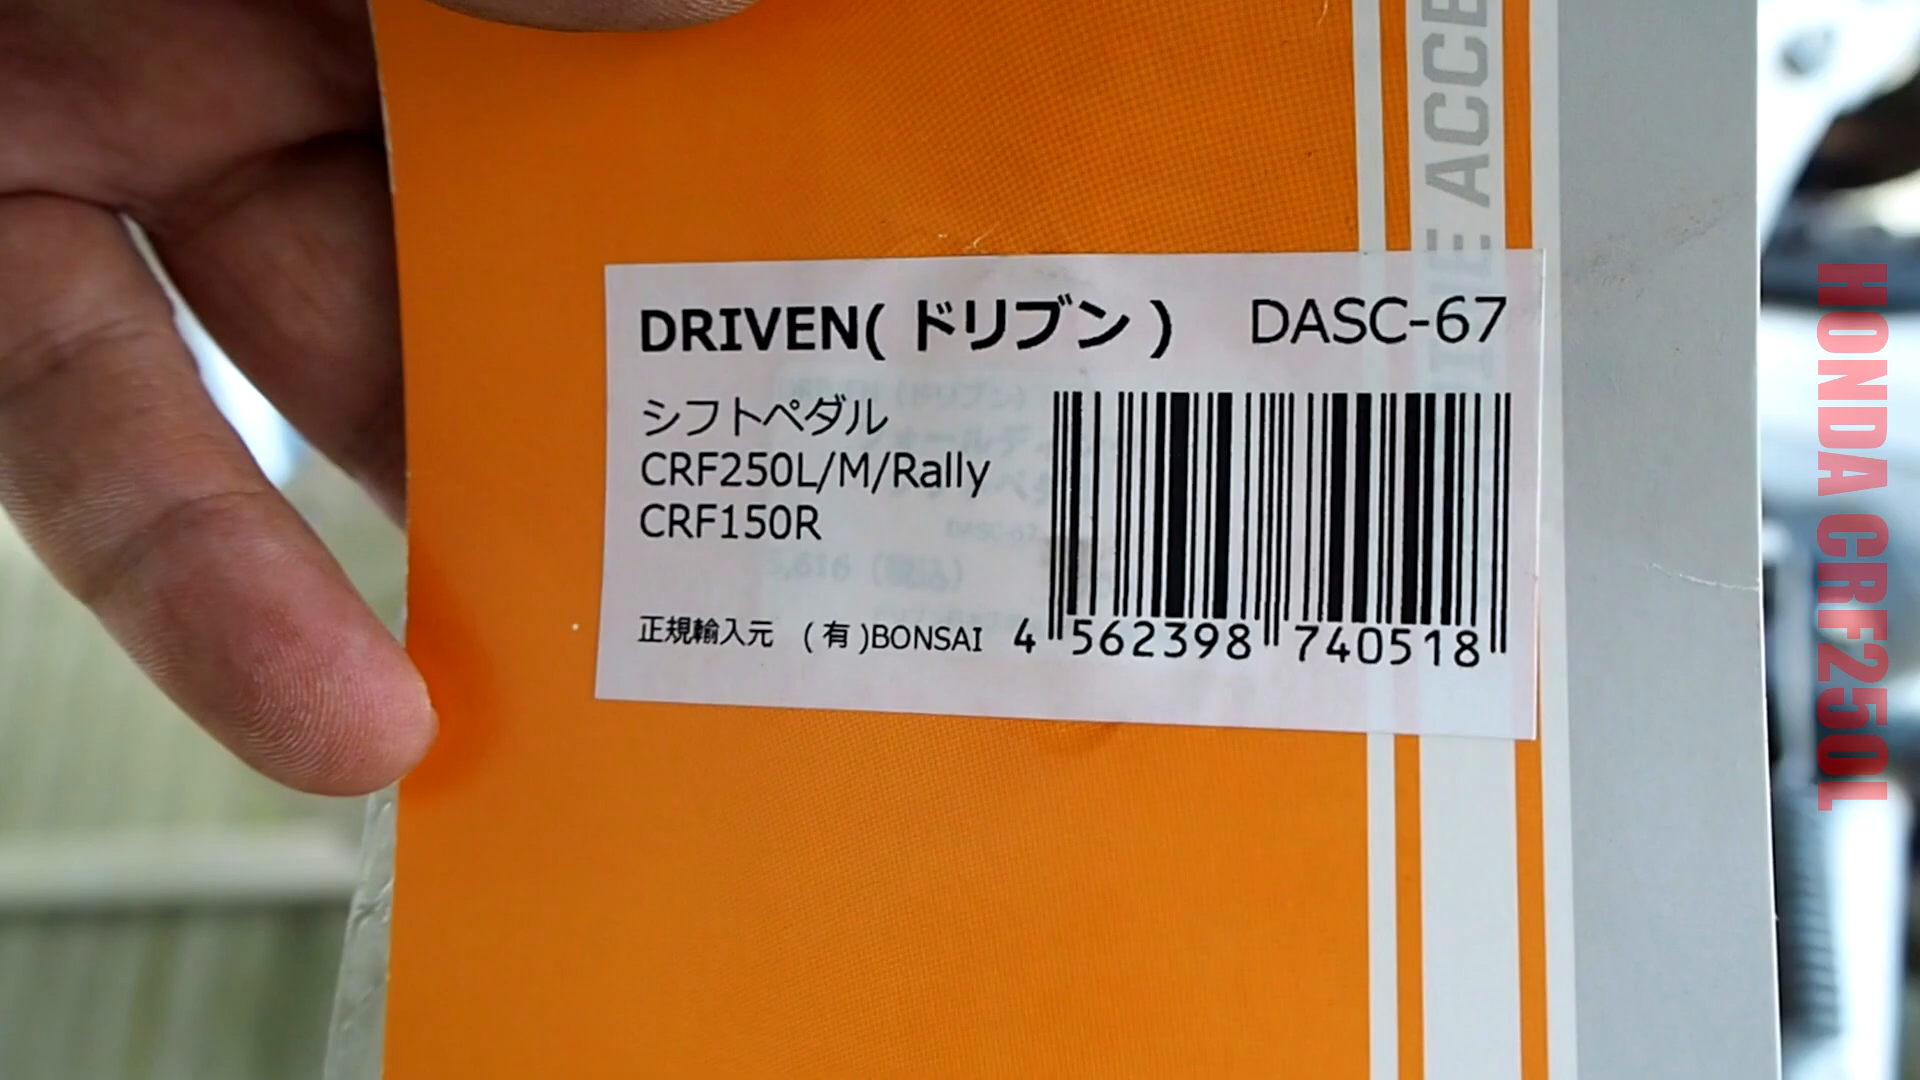 DRIVEN( ドリブン ) DASC-67
シフトペダル
CRF250L/M/Rally
CRF150R
正規輸入元 ( 有 )BONSAI
4 562398 740518
HONDA CRF250L